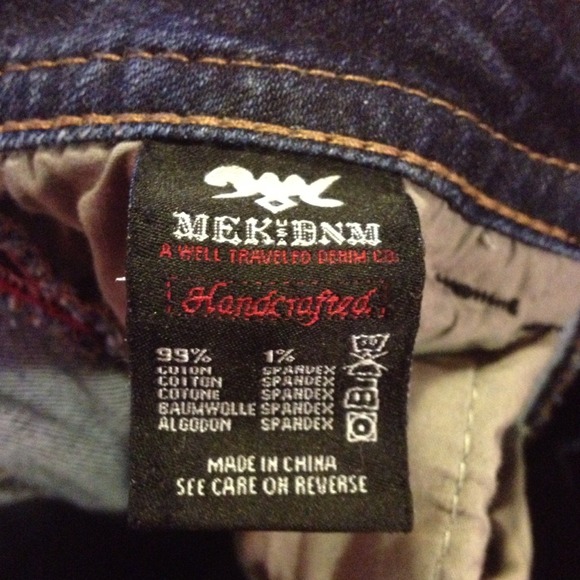 MEK DNM
A WELL TRAVELED DENIM CO.
Handcrafted
99% 1%
COTON SPANDEX
COTTON SPANDEX
COTONE SPANDEX
BAUMWOLLE SPANDEX
ALGODON SPANDEX
MADE IN CHINA
SEE CARE ON REVERSE